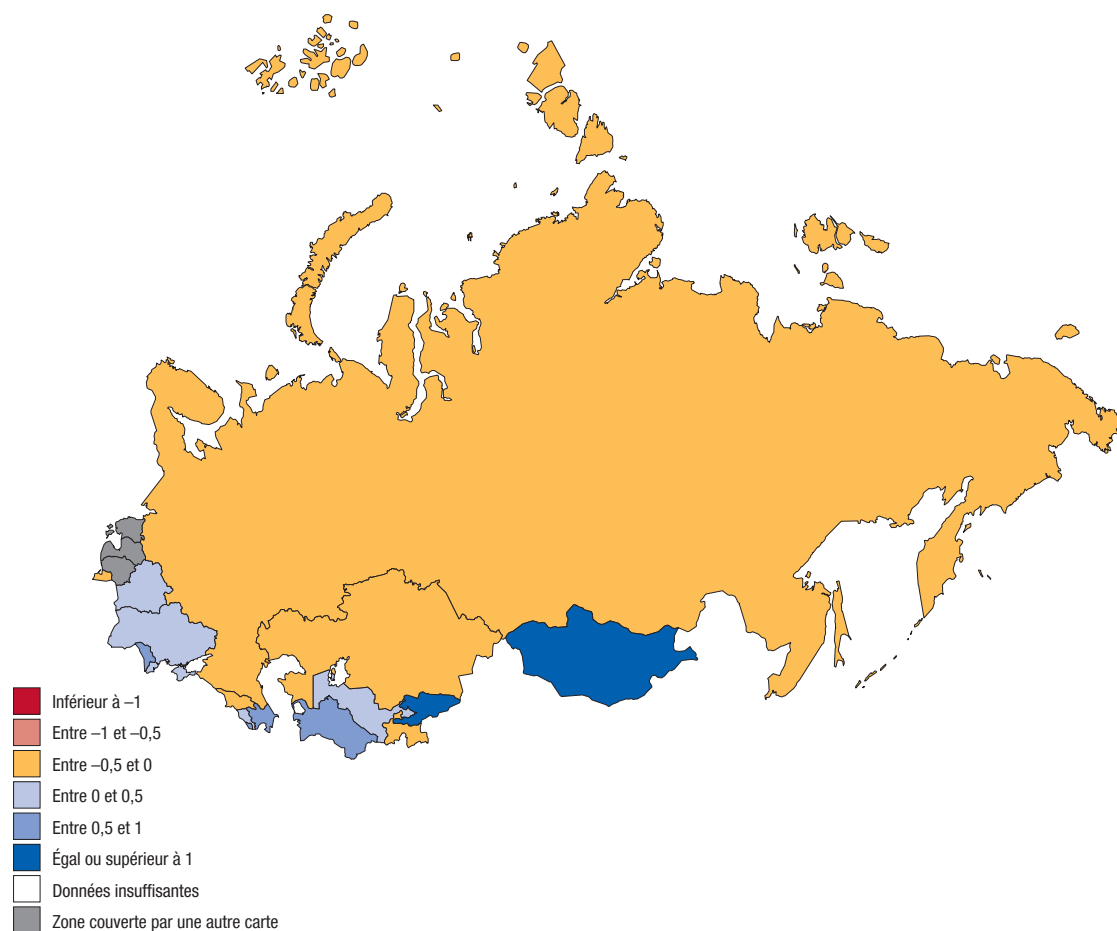 Inférieur à –1
Entre –1 et –0,5
Entre –0,5 et 0
Entre 0 et 0,5
Entre 0,5 et 1
Égal ou supérieur à 1
Données insuffisantes
Zone couverte par une autre carte